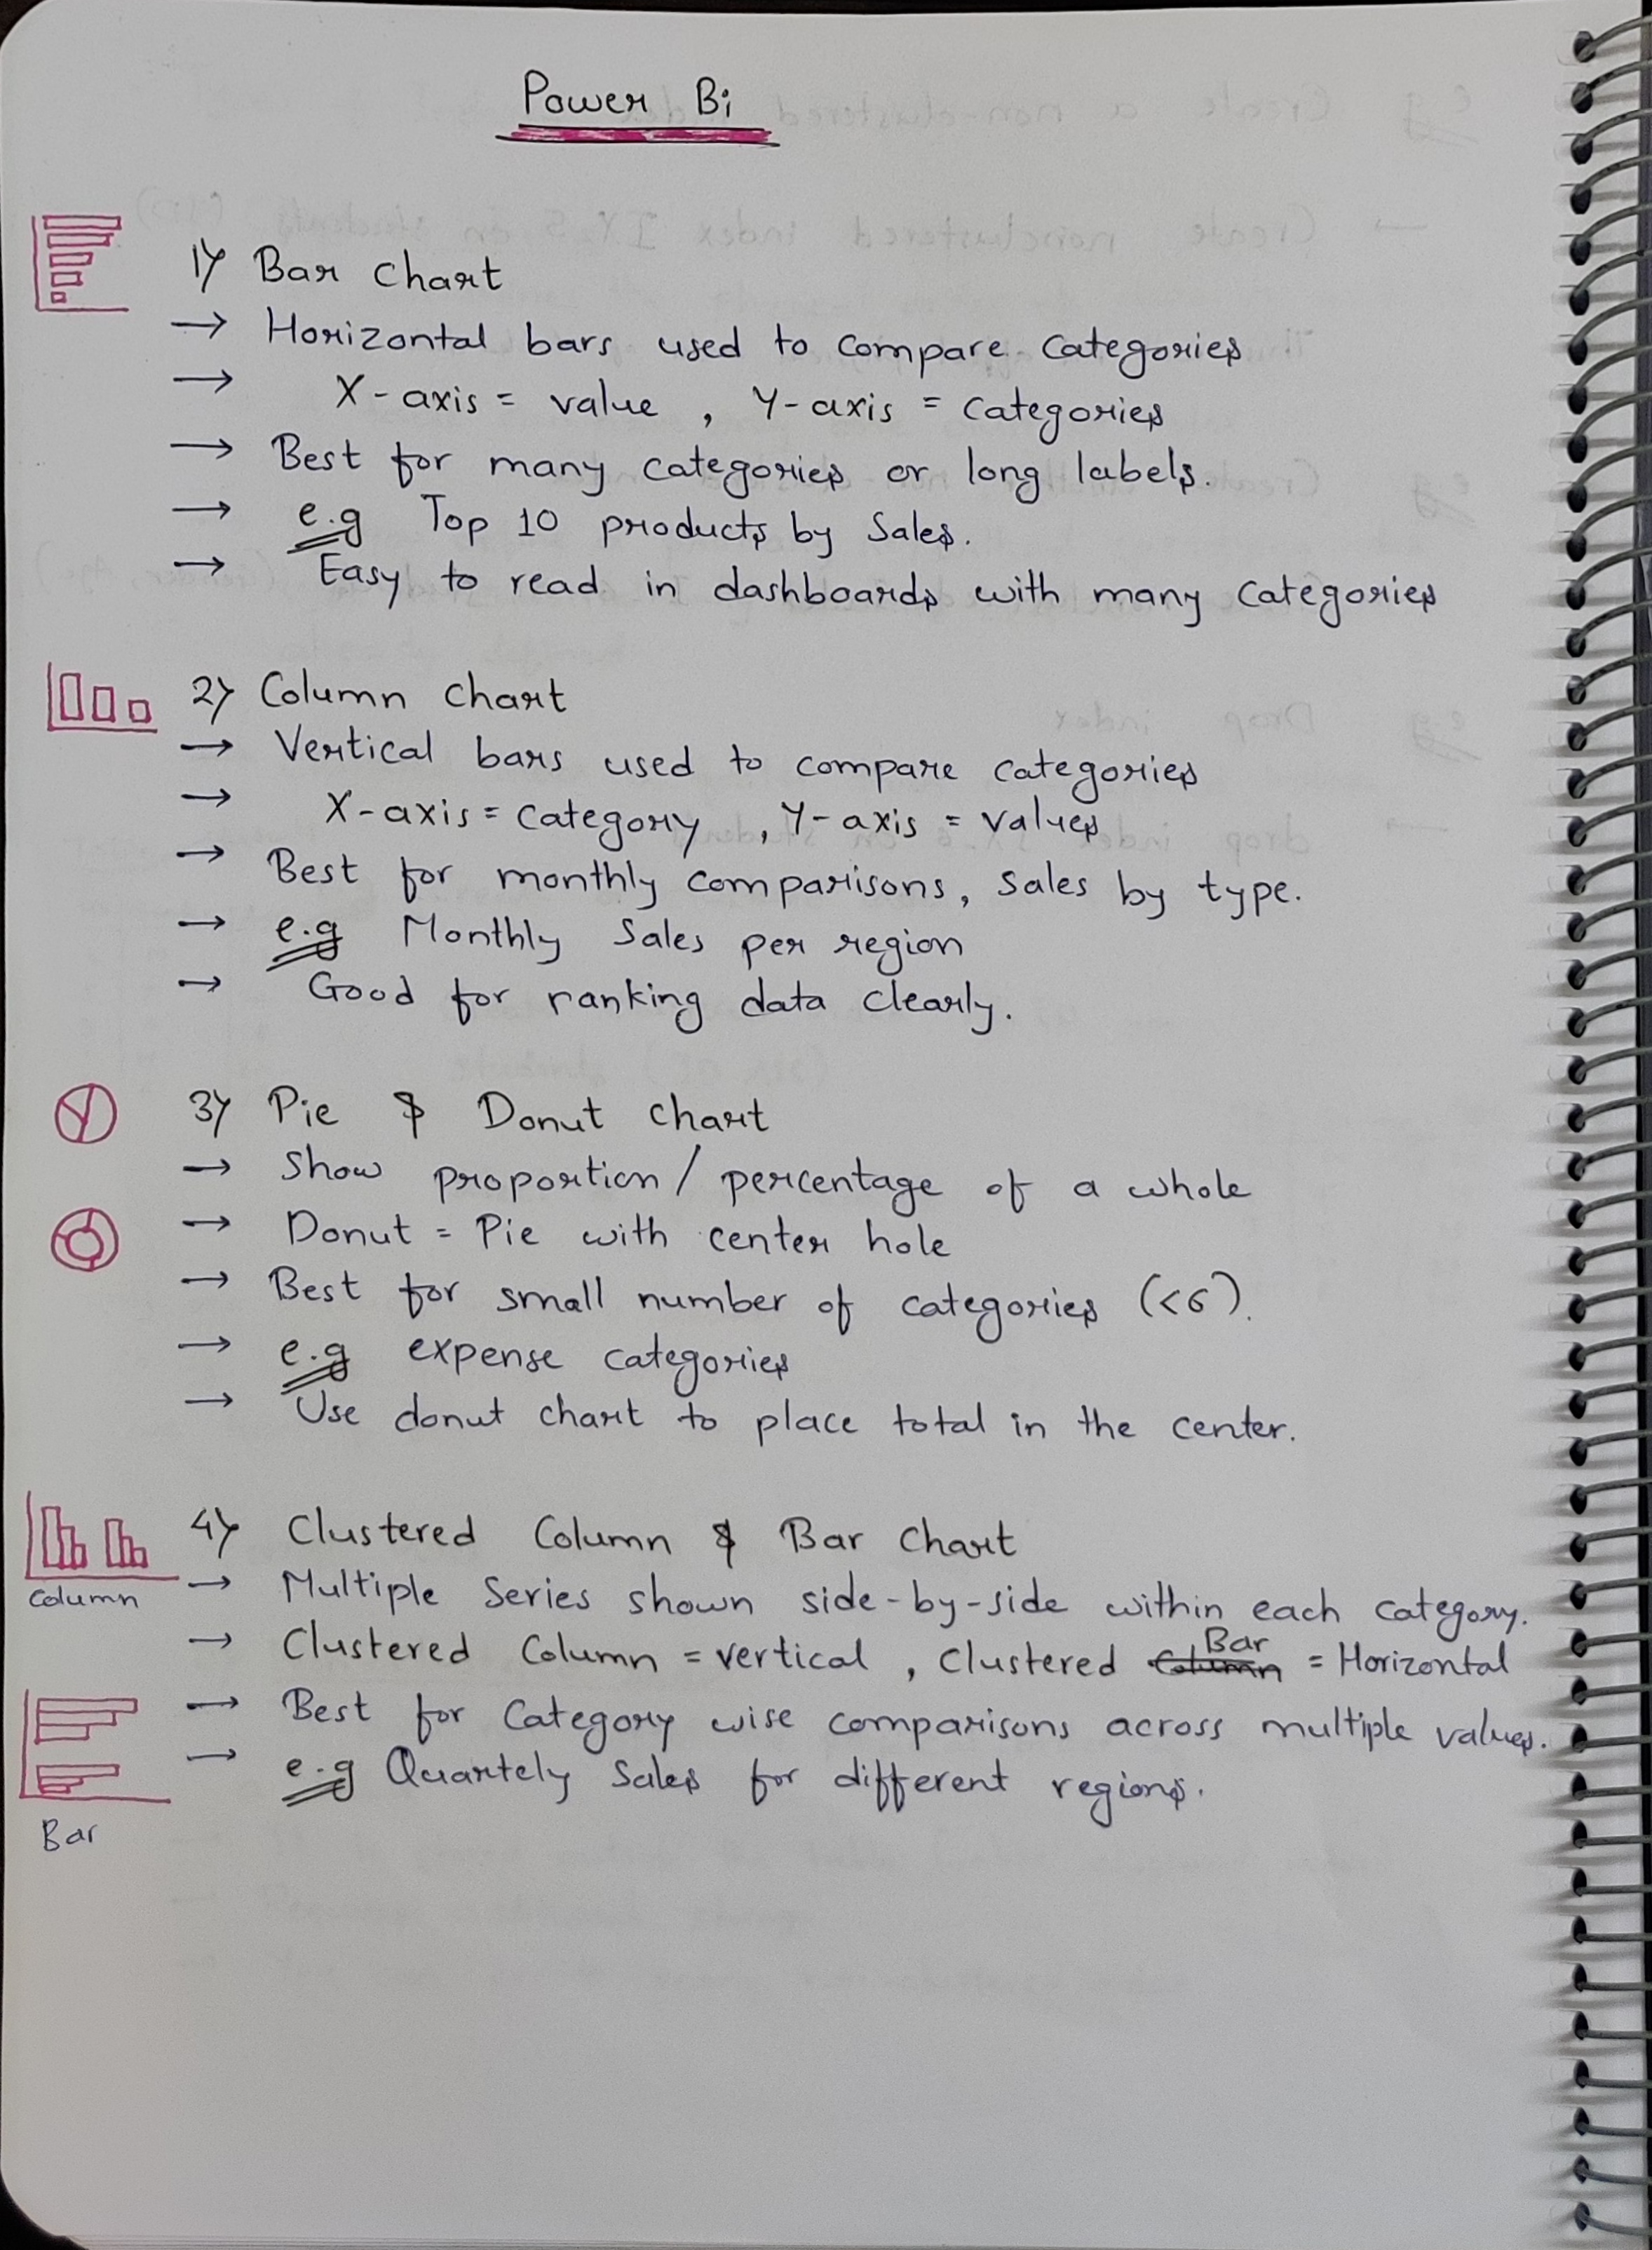 Power Bi
1) Bar Chart
→ Horizontal bars used to compare categories
→ X-axis = value , Y-axis = categories
→ Best for many categories or long labels.
→ e.g Top 10 products by Sales.
→ Easy to read in dashboards with many categories
2) Column chart
→ Vertical bars used to compare categories
→ X-axis = category , Y-axis = values
→ Best for monthly comparisons, sales by type.
→ e.g Monthly Sales per region
→ Good for ranking data clearly.
3) Pie & Donut chart
→ Show proportion / percentage of a whole
→ Donut = Pie with center hole
→ Best for small number of categories (<6).
→ e.g expense categories
→ Use donut chart to place total in the center.
4) Clustered Column & Bar Chart
Column
→ Multiple Series shown side-by-side within each category.
→ Clustered Column = vertical , Clustered Bar = Horizontal
→ Best for Category wise comparisons across multiple values.
→ e.g Quartely Sales for different regions.
Bar